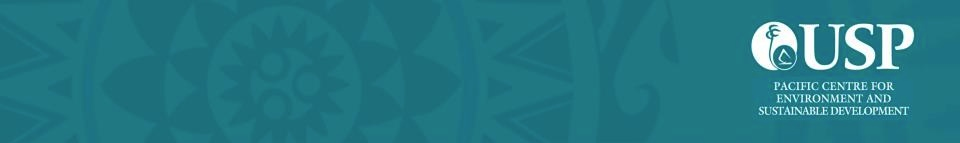 USP
PACIFIC CENTRE FOR
ENVIRONMENT AND
SUSTAINABLE DEVELOPMENT